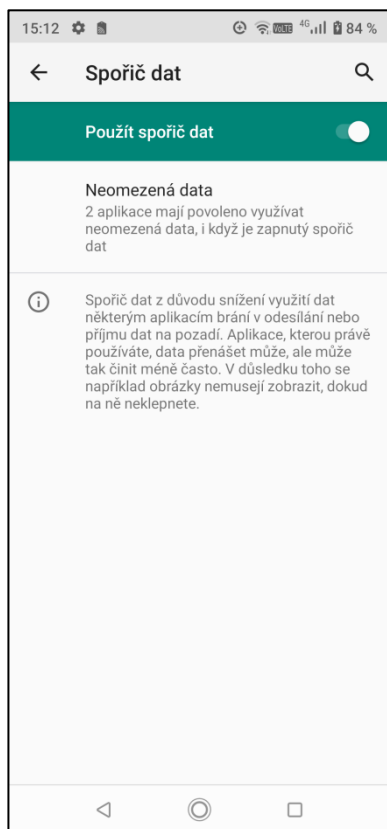 15:12 VoLTE 4G 84 %
Spořič dat
Použít spořič dat
Neomezená data
2 aplikace mají povoleno využívat
neomezená data, i když je zapnutý spořič
dat
Spořič dat z důvodu snížení využití dat
některým aplikacím brání v odesílání nebo
příjmu dat na pozadí. Aplikace, kterou právě
používáte, data přenášet může, ale může
tak činit méně často. V důsledku toho se
například obrázky nemusejí zobrazit, dokud
na ně neklepnete.